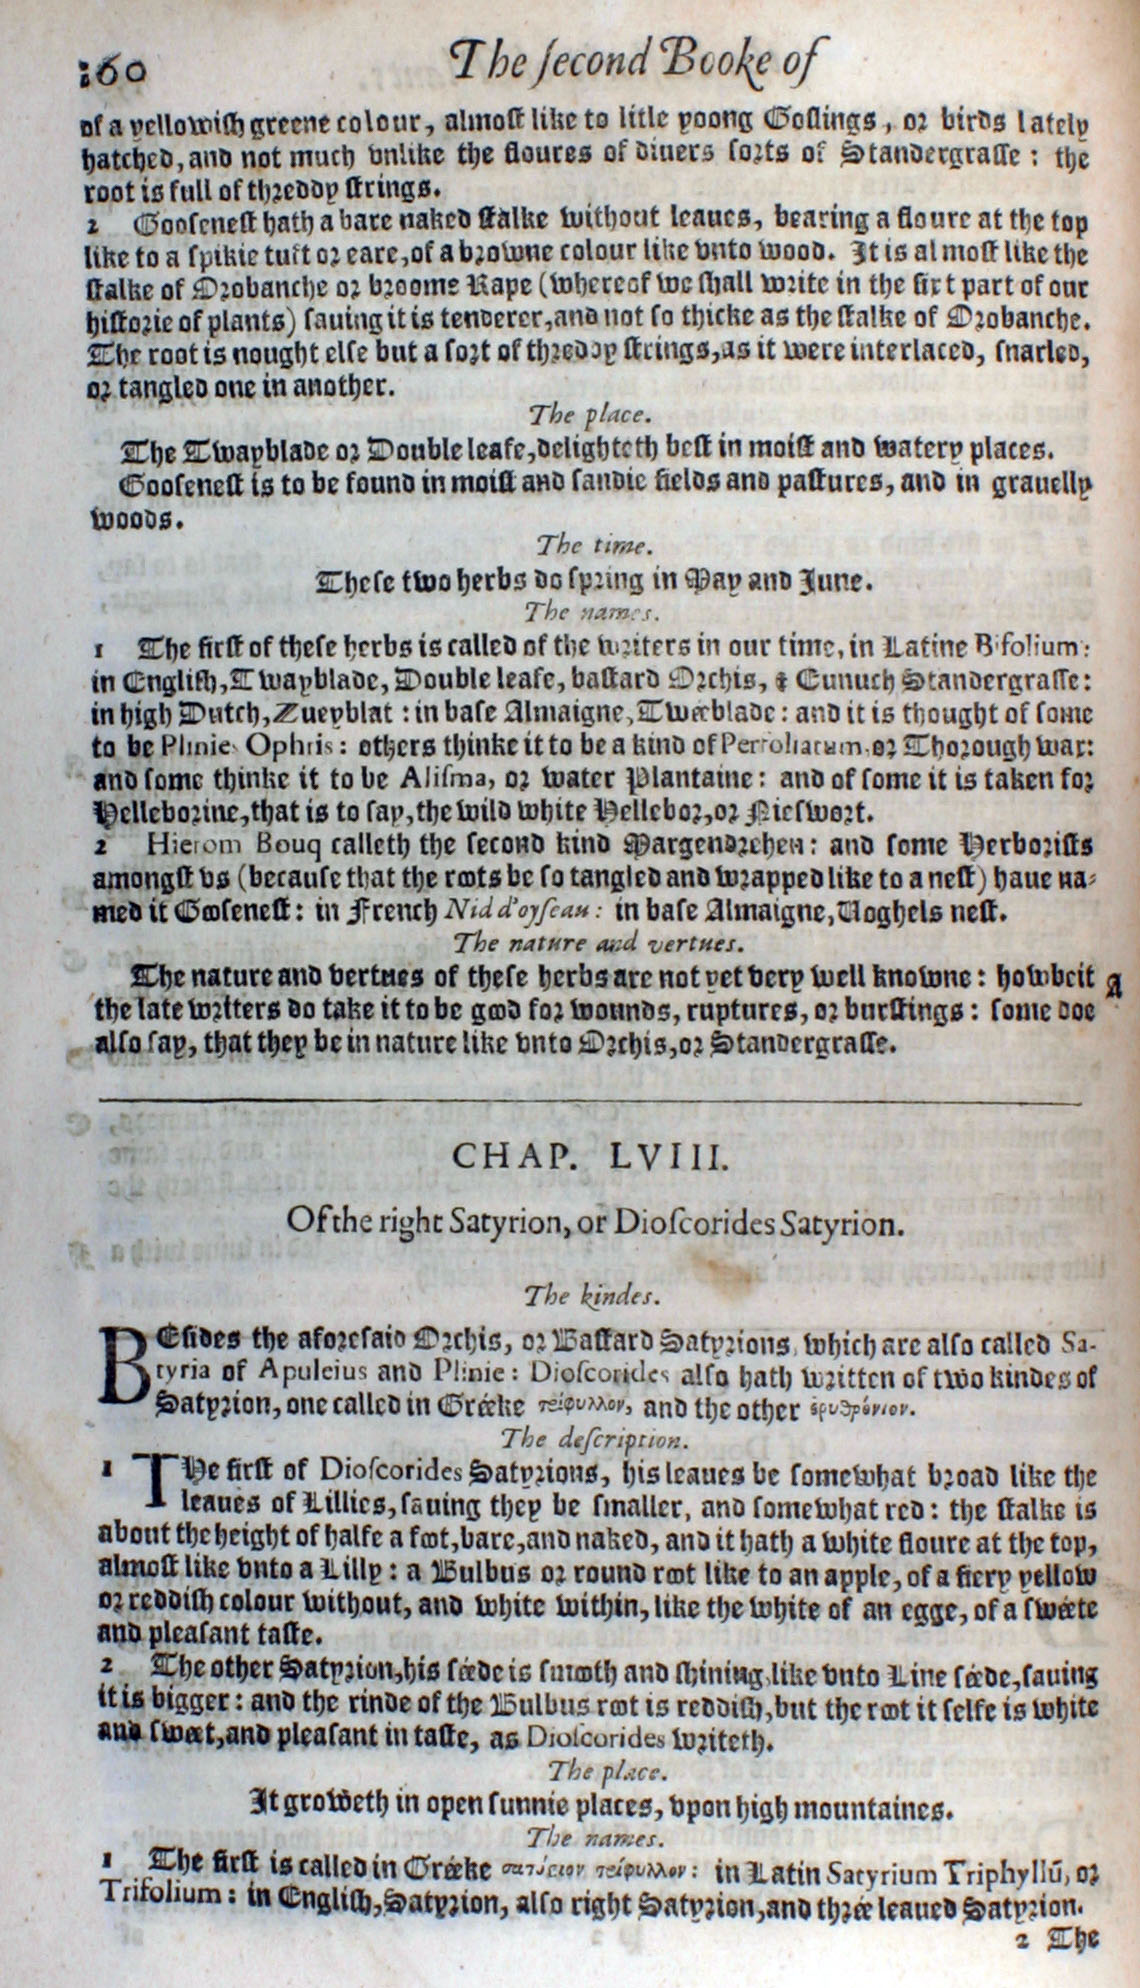 160 The ſecond Booke of
of a yellowiſh greene colour, almoſt like to litle yoong Goſlings, or birds lately
hatched, and not much vnlike the floures of diuers ſorts of Standergraſſe: the
root is full of threddy ſtrings.
2 Gooſeneſt hath a bare naked ſtalke without leaues, bearing a floure at the top
like to a ſpikie tuft or eare, of a browne colour like vnto wood. It is almoſt like the
ſtalke of Orobanche or broome Rape (whereof we ſhall write in the ſixt part of our
hiſtorie of plants) ſauing it is tenderer, and not ſo thicke as the ſtalke of Orobanche.
The root is nought elſe but a ſort of threddy ſtrings, as it were interlaced, ſnarled,
or tangled one in another.
The place.
The Twayblade or Double leafe, delighteth beſt in moiſt and watery places.
Gooſeneſt is to be found in moiſt and ſandie fields and paſtures, and in grauelly
woods.
The time.
Theſe two herbs do ſpring in May and June.
The names.
1 The firſt of theſe herbs is called of the writers in our time, in Latine Bifolium:
in Engliſh, Twayblade, Double leafe, baſtard Orchis, & Eunuch Standergraſſe:
in high Dutch, Zueyblat: in baſe Almaigne, Tweeblade: and it is thought of ſome
to be Plinies Ophris: others thinke it to be a kind of Perfoliatum, or Thorough wax:
and ſome thinke it to be Aliſma, or water Plantaine: and of ſome it is taken for
Helleborine, that is to ſay, the wild white Hellebor, or Nieſwort.
2 Hierom Bouq calleth the ſecond kind Margendrehen: and ſome Herboriſts
amongſt vs (becauſe that the roots be ſo tangled and wrapped like to a neſt) haue na-
med it Gooſeneſt: in French Nid d'oyſeau: in baſe Almaigne, Uoghels neſt.
The nature and vertues.
The nature and vertues of theſe herbs are not yet very well knowne: howbeit A
the late writers do take it to be good for wounds, ruptures, or burſtings: ſome doe
alſo ſay, that they be in nature like vnto Orchis, or Standergraſſe.
CHAP. LVIII.
Of the right Satyrion, or Dioſcorides Satyrion.
The kindes.
BEſides the aforeſaid Orchis, or Baſtard Satyrions, which are alſo called Sa-
tyria of Apuleius and Plinie: Dioſcorides alſo hath written of two kindes of
Satyrion, one called in Greeke τρίφυλλον, and the other ἐρυθρόνιον.
The deſcription.
1 THe firſt of Dioſcorides Satyrions, his leaues be ſomewhat broad like the
leaues of Lillies, ſauing they be ſmaller, and ſomewhat red: the ſtalke is
about the height of halfe a foot, bare, and naked, and it hath a white floure at the top,
almoſt like vnto a Lilly: a Bulbus or round root like to an apple, of a fiery yellow
or reddiſh colour without, and white within, like the white of an egge, of a ſweete
and pleaſant taſte.
2 The other Satyrion, his ſeede is ſmooth and ſhining, like vnto Line ſeede, ſauing
it is bigger: and the rinde of the Bulbus root is reddiſh, but the root it ſelfe is white
and ſweet, and pleaſant in taſte, as Dioſcorides writeth.
The place.
It groweth in open ſunnie places, vpon high mountaines.
The names.
1 The firſt is called in Greeke σατύριον τρίφυλλον: in Latin Satyrium Triphyllū, or
Trifolium: in Engliſh, Satyrion, alſo right Satyrion, and three leaued Satyrion.
2 The